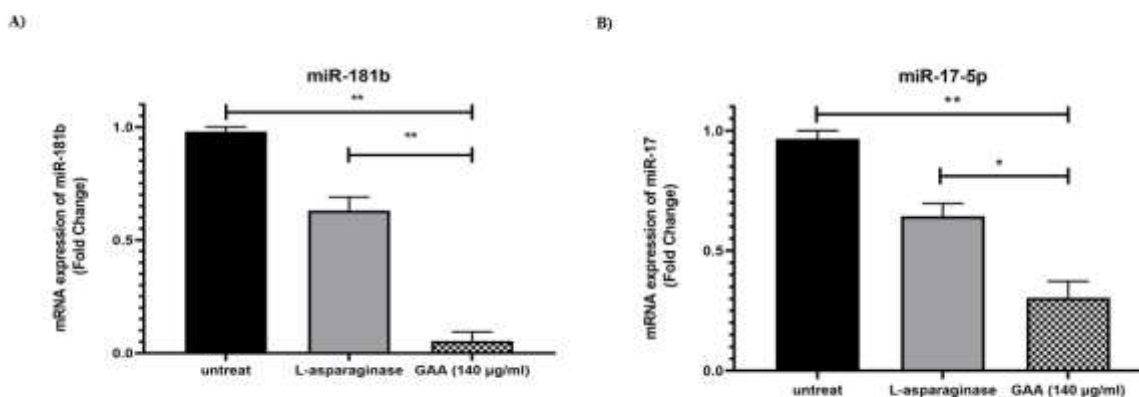 A)
miR-181b
**
**
mRNA expression of miR-181b
(Fold Change)
1.0
0.5
0.0
untreat
L-asparaginase
GAA (140 µg/ml)
B)
miR-17-5p
**
*
mRNA expression of miR-17
(Fold Change)
1.0
0.5
0.0
untreat
L-asparaginase
GAA (140 µg/ml)